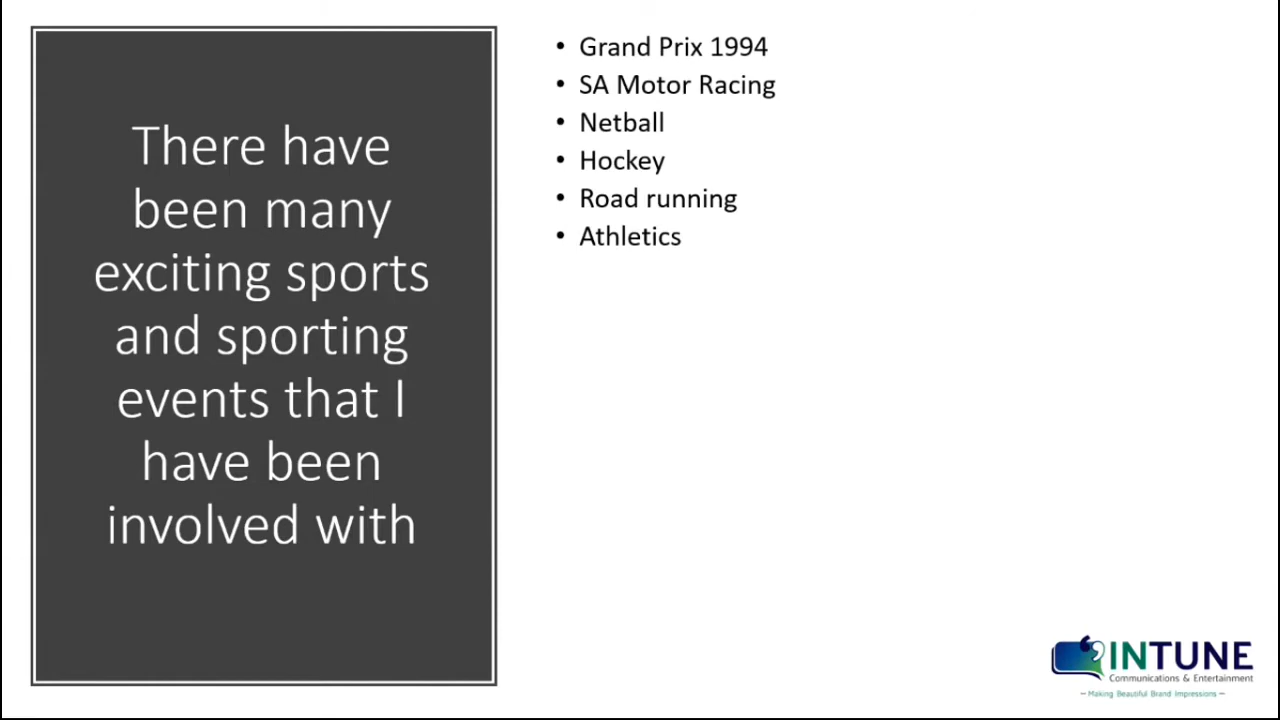 There have
been many
exciting sports
and sporting
events that I
have been
involved with
• Grand Prix 1994
• SA Motor Racing
• Netball
• Hockey
• Road running
• Athletics
INTUNE
Communications & Entertainment
– Making Beautiful Brand Impressions –